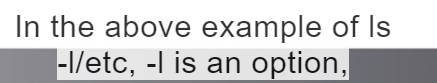 In the above example of ls
-l/etc, -l is an option,